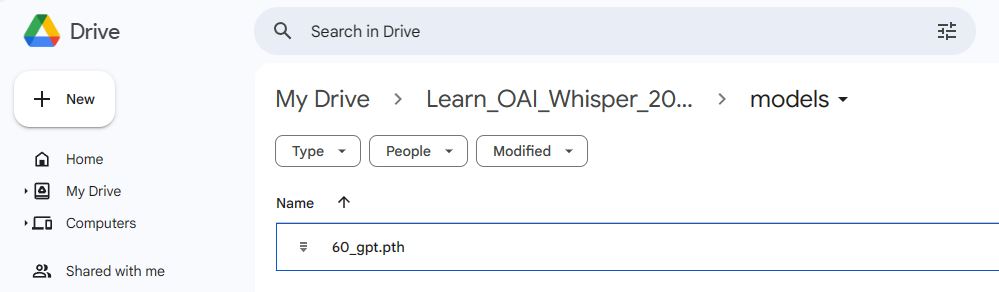 Drive
Search in Drive
New
My Drive > Learn_OAI_Whisper_20... > models
Type People Modified
Home
My Drive
Computers
Shared with me
Name
60_gpt.pth